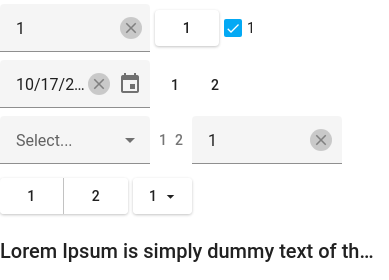 1 1 1
10/17/2... 1 2
Select... 1 2 1
1 2 1
Lorem Ipsum is simply dummy text of th...